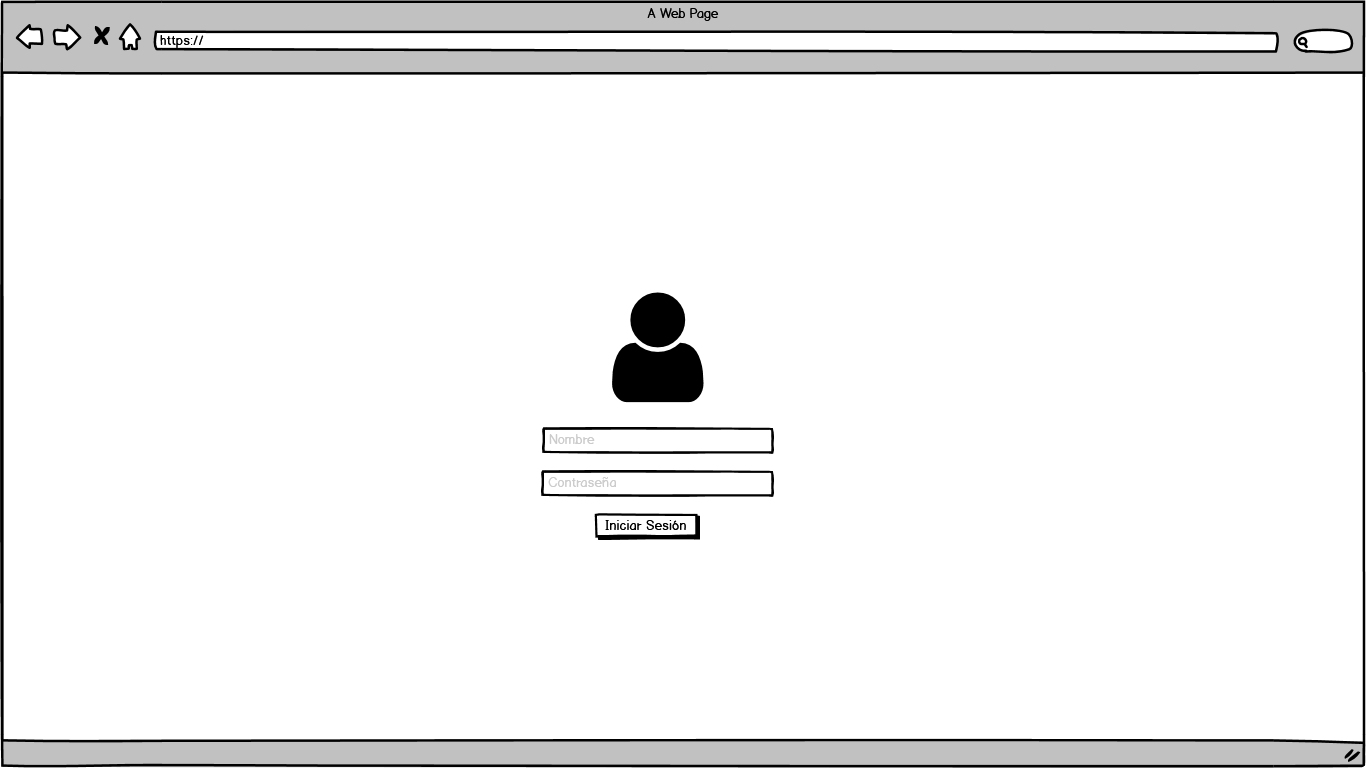 A Web Page
https://
Nombre
Contraseña
Iniciar Sesión